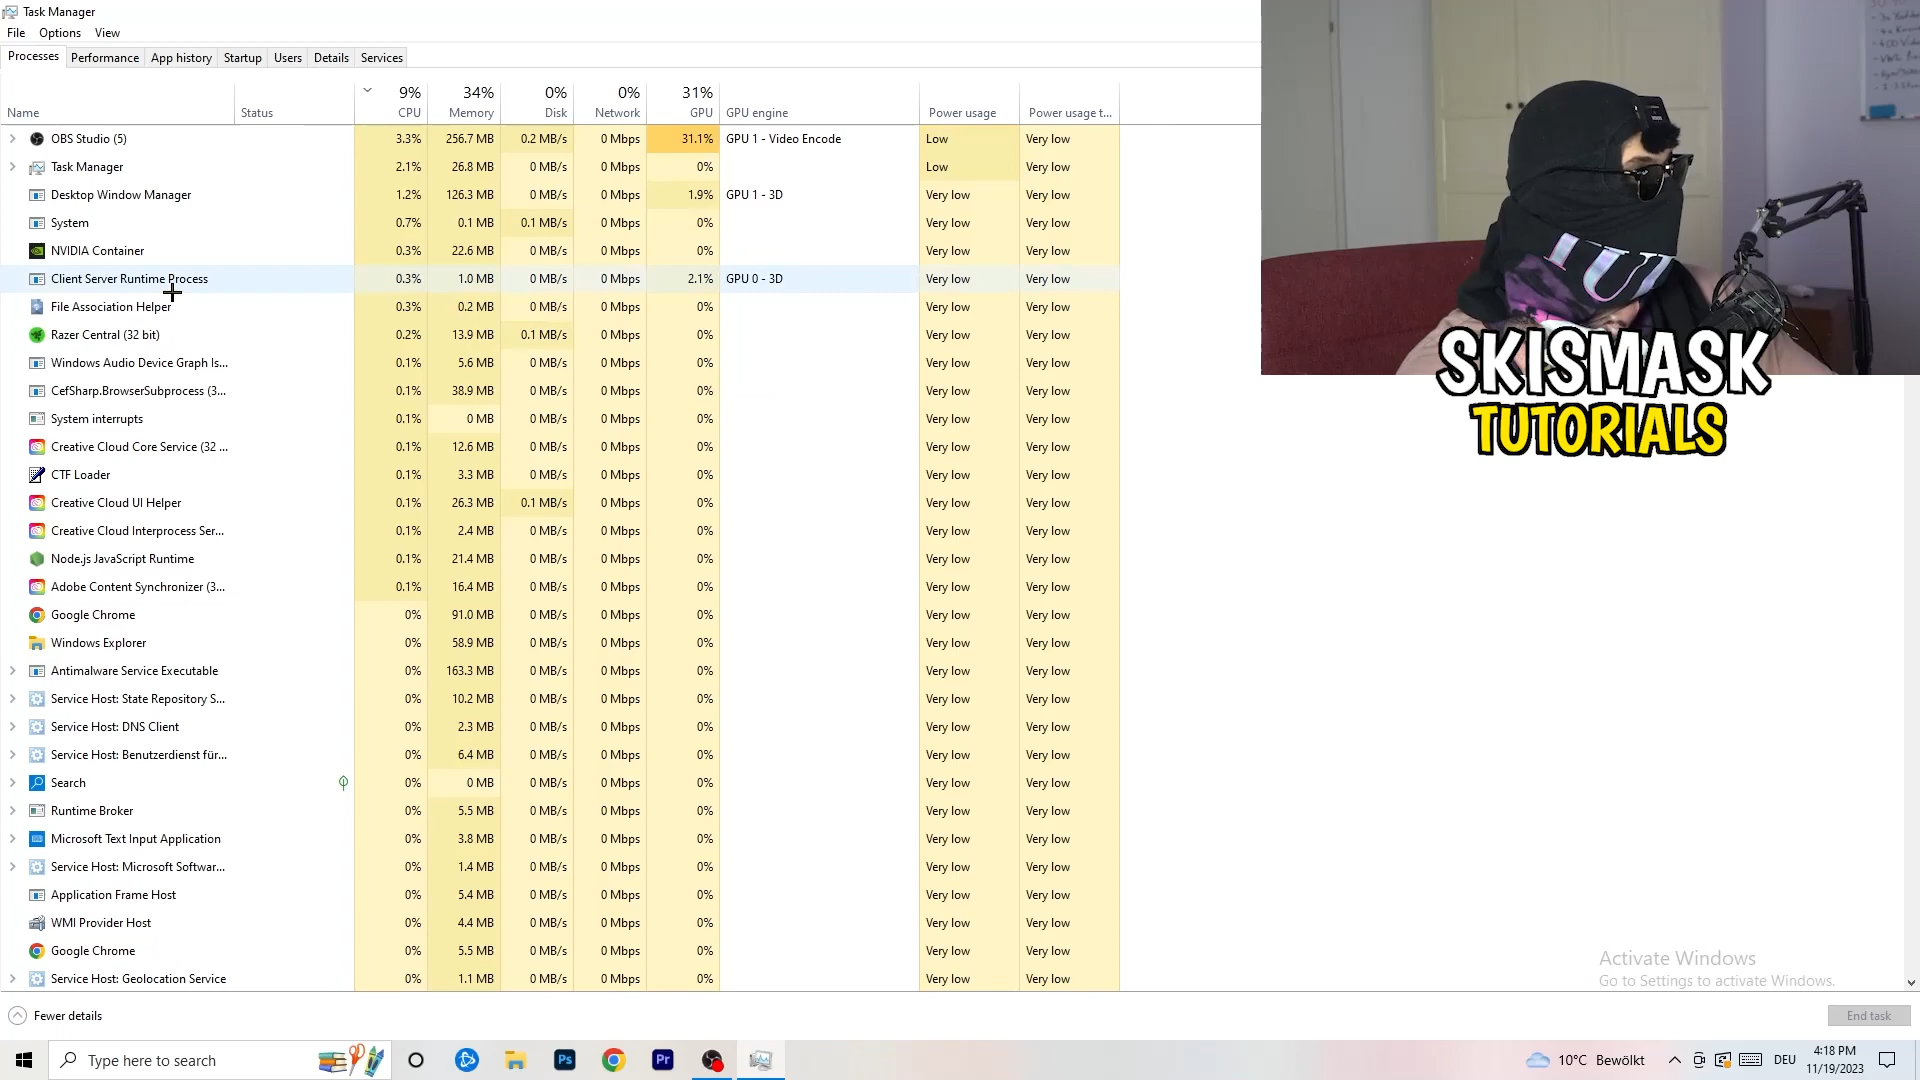 Task Manager
File Options View
Processes Performance App history Startup Users Details Services
9% 34% 0% 0% 31%
Name Status CPU Memory Disk Network GPU GPU engine Power usage Power usage t...
OBS Studio (5) 3.3% 256.7 MB 0.2 MB/s 0 Mbps 31.1% GPU 1 - Video Encode Low Very low
Task Manager 2.1% 26.8 MB 0 MB/s 0 Mbps 0% Low Very low
Desktop Window Manager 1.2% 126.3 MB 0 MB/s 0 Mbps 1.9% GPU 1 - 3D Very low Very low
System 0.7% 0.1 MB 0.1 MB/s 0 Mbps 0% Very low Very low
NVIDIA Container 0.3% 22.6 MB 0 MB/s 0 Mbps 0% Very low Very low
Client Server Runtime Process 0.3% 1.0 MB 0 MB/s 0 Mbps 2.1% GPU 0 - 3D Very low Very low
File Association Helper 0.3% 0.2 MB 0 MB/s 0 Mbps 0% Very low Very low
Razer Central (32 bit) 0.2% 13.9 MB 0.1 MB/s 0 Mbps 0% Very low Very low
Windows Audio Device Graph Is... 0.1% 5.6 MB 0 MB/s 0 Mbps 0% Very low Very low
CefSharp.BrowserSubprocess (3... 0.1% 38.9 MB 0 MB/s 0 Mbps 0% Very low Very low
System interrupts 0.1% 0 MB 0 MB/s 0 Mbps 0% Very low Very low
Creative Cloud Core Service (32 ... 0.1% 12.6 MB 0 MB/s 0 Mbps 0% Very low Very low
CTF Loader 0.1% 3.3 MB 0 MB/s 0 Mbps 0% Very low Very low
Creative Cloud UI Helper 0.1% 26.3 MB 0.1 MB/s 0 Mbps 0% Very low Very low
Creative Cloud Interprocess Ser... 0.1% 2.4 MB 0 MB/s 0 Mbps 0% Very low Very low
Node.js JavaScript Runtime 0.1% 21.4 MB 0 MB/s 0 Mbps 0% Very low Very low
Adobe Content Synchronizer (3... 0.1% 16.4 MB 0 MB/s 0 Mbps 0% Very low Very low
Google Chrome 0% 91.0 MB 0 MB/s 0 Mbps 0% Very low Very low
Windows Explorer 0% 58.9 MB 0 MB/s 0 Mbps 0% Very low Very low
Antimalware Service Executable 0% 163.3 MB 0 MB/s 0 Mbps 0% Very low Very low
Service Host: State Repository S... 0% 10.2 MB 0 MB/s 0 Mbps 0% Very low Very low
Service Host: DNS Client 0% 2.3 MB 0 MB/s 0 Mbps 0% Very low Very low
Service Host: Benutzerdienst für... 0% 6.4 MB 0 MB/s 0 Mbps 0% Very low Very low
Search 0% 0 MB 0 MB/s 0 Mbps 0% Very low Very low
Runtime Broker 0% 5.5 MB 0 MB/s 0 Mbps 0% Very low Very low
Microsoft Text Input Application 0% 3.8 MB 0 MB/s 0 Mbps 0% Very low Very low
Service Host: Microsoft Softwar... 0% 1.4 MB 0 MB/s 0 Mbps 0% Very low Very low
Application Frame Host 0% 5.4 MB 0 MB/s 0 Mbps 0% Very low Very low
WMI Provider Host 0% 4.4 MB 0 MB/s 0 Mbps 0% Very low Very low
Google Chrome 0% 5.5 MB 0 MB/s 0 Mbps 0% Very low Very low
Service Host: Geolocation Service 0% 1.1 MB 0 MB/s 0 Mbps 0% Very low Very low
SKISMASK
TUTORIALS
Activate Windows
Go to Settings to activate Windows.
Fewer details End task
Type here to search Ps Pr 10°C Bewölkt DEU 4:18 PM
11/19/2023